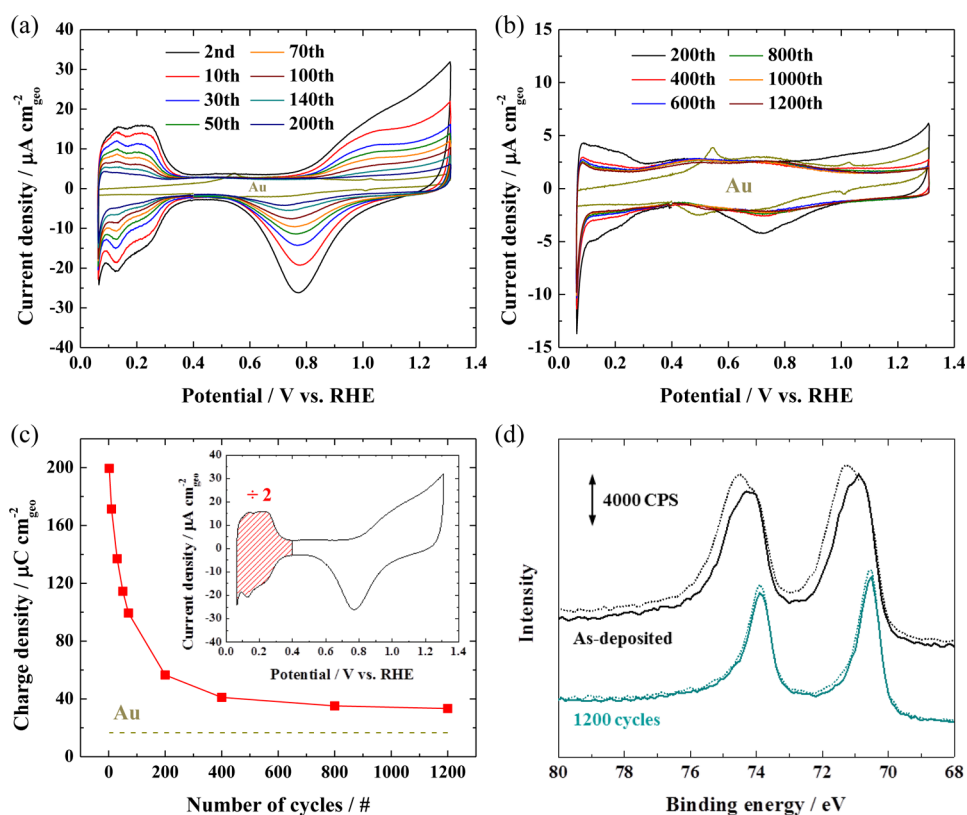 (a)
40
30
20
10
0
-10
-20
-30
-40
Current density / μA cm⁻²geo
2nd 70th
10th 100th
30th 140th
50th 200th
Au
0.0 0.2 0.4 0.6 0.8 1.0 1.2 1.4
Potential / V vs. RHE
(b)
15
10
5
0
-5
-10
-15
Current density / μA cm⁻²geo
200th 800th
400th 1000th
600th 1200th
Au
0.0 0.2 0.4 0.6 0.8 1.0 1.2 1.4
Potential / V vs. RHE
(c)
200
160
120
80
40
0
Charge density / μC cm⁻²geo
Au
0 200 400 600 800 1000 1200
Number of cycles / #
40
30
20
10
0
-10
-20
-30
-40
Current density / μA cm⁻²geo
÷ 2
0.0 0.2 0.4 0.6 0.8 1.0 1.2 1.4
Potential / V vs. RHE
(d)
4000 CPS
Intensity
As-deposited
1200 cycles
80 76 74 72 70 68
Binding energy / eV